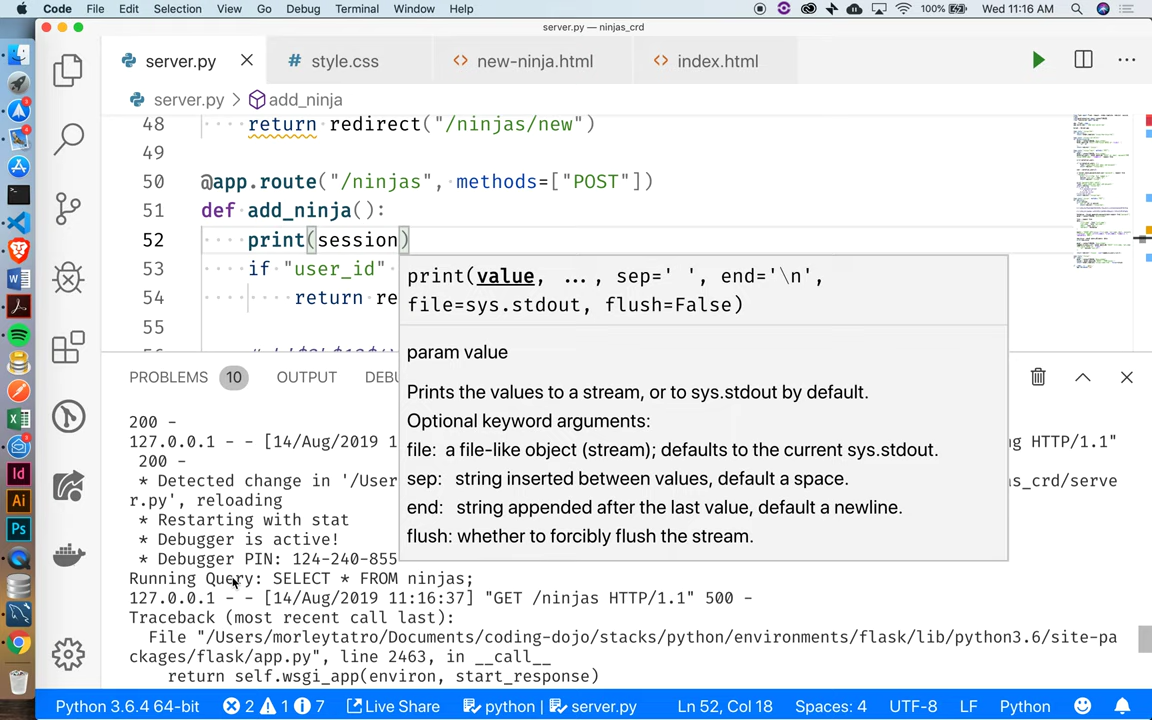 Code File Edit Selection View Go Debug Terminal Window Help 100% Wed 11:16 AM
server.py — ninjas_crd
server.py style.css new-ninja.html index.html
server.py > add_ninja
48 return redirect("/ninjas/new")
49
50 @app.route("/ninjas", methods=["POST"])
51 def add_ninja():
52 print(session)
53 if "user_id"
54 return re
55
print(value, ..., sep=' ', end='\n',
file=sys.stdout, flush=False)
param value
Prints the values to a stream, or to sys.stdout by default.
Optional keyword arguments:
file: a file-like object (stream); defaults to the current sys.stdout.
sep: string inserted between values, default a space.
end: string appended after the last value, default a newline.
flush: whether to forcibly flush the stream.
PROBLEMS 10 OUTPUT DEBU
200 -
127.0.0.1 - - [14/Aug/2019 1 g HTTP/1.1"
200 -
* Detected change in '/User as_crd/serve
r.py', reloading
* Restarting with stat
* Debugger is active!
* Debugger PIN: 124-240-855
Running Query: SELECT * FROM ninjas;
127.0.0.1 - - [14/Aug/2019 11:16:37] "GET /ninjas HTTP/1.1" 500 -
Traceback (most recent call last):
File "/Users/morleytatro/Documents/coding-dojo/stacks/python/environments/flask/lib/python3.6/site-pa
ckages/flask/app.py", line 2463, in __call__
return self.wsgi_app(environ, start_response)
Python 3.6.4 64-bit 2 1 7 Live Share python | server.py Ln 52, Col 18 Spaces: 4 UTF-8 LF Python